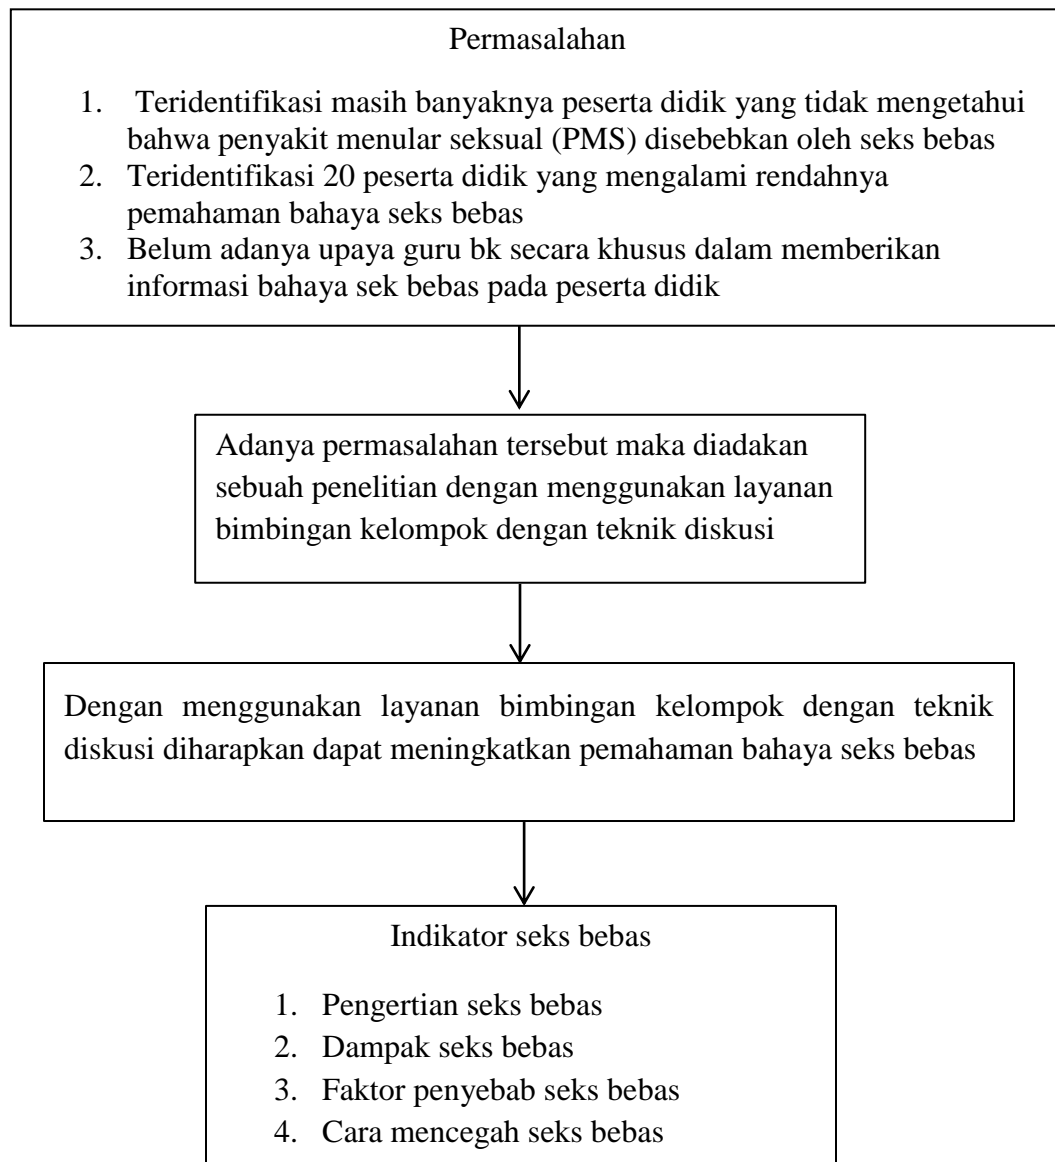 Permasalahan
1. Teridentifikasi masih banyaknya peserta didik yang tidak mengetahui
bahwa penyakit menular seksual (PMS) disebebkan oleh seks bebas
2. Teridentifikasi 20 peserta didik yang mengalami rendahnya
pemahaman bahaya seks bebas
3. Belum adanya upaya guru bk secara khusus dalam memberikan
informasi bahaya sek bebas pada peserta didik
Adanya permasalahan tersebut maka diadakan
sebuah penelitian dengan menggunakan layanan
bimbingan kelompok dengan teknik diskusi
Dengan menggunakan layanan bimbingan kelompok dengan teknik
diskusi diharapkan dapat meningkatkan pemahaman bahaya seks bebas
Indikator seks bebas
1. Pengertian seks bebas
2. Dampak seks bebas
3. Faktor penyebab seks bebas
4. Cara mencegah seks bebas